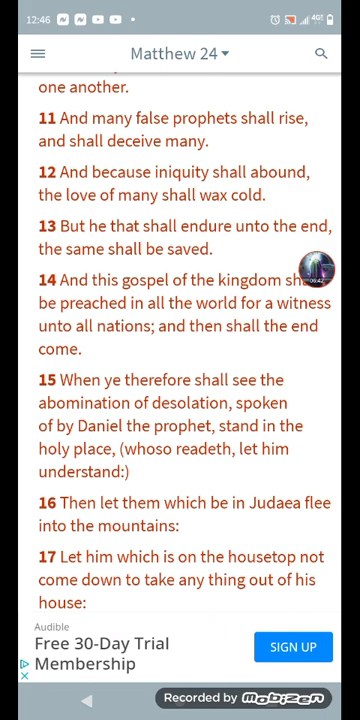 12:46
4GE
Matthew 24
one another.
11 And many false prophets shall rise,
and shall deceive many.
12 And because iniquity shall abound,
the love of many shall wax cold.
13 But he that shall endure unto the end,
the same shall be saved.
14 And this gospel of the kingdom sha
be preached in all the world for a witness
unto all nations; and then shall the end
come.
15 When ye therefore shall see the
abomination of desolation, spoken
of by Daniel the prophet, stand in the
holy place, (whoso readeth, let him
understand:)
16 Then let them which be in Judaea flee
into the mountains:
17 Let him which is on the housetop not
come down to take any thing out of his
house:
Audible
Free 30-Day Trial
Membership
SIGN UP
Recorded by mobizen